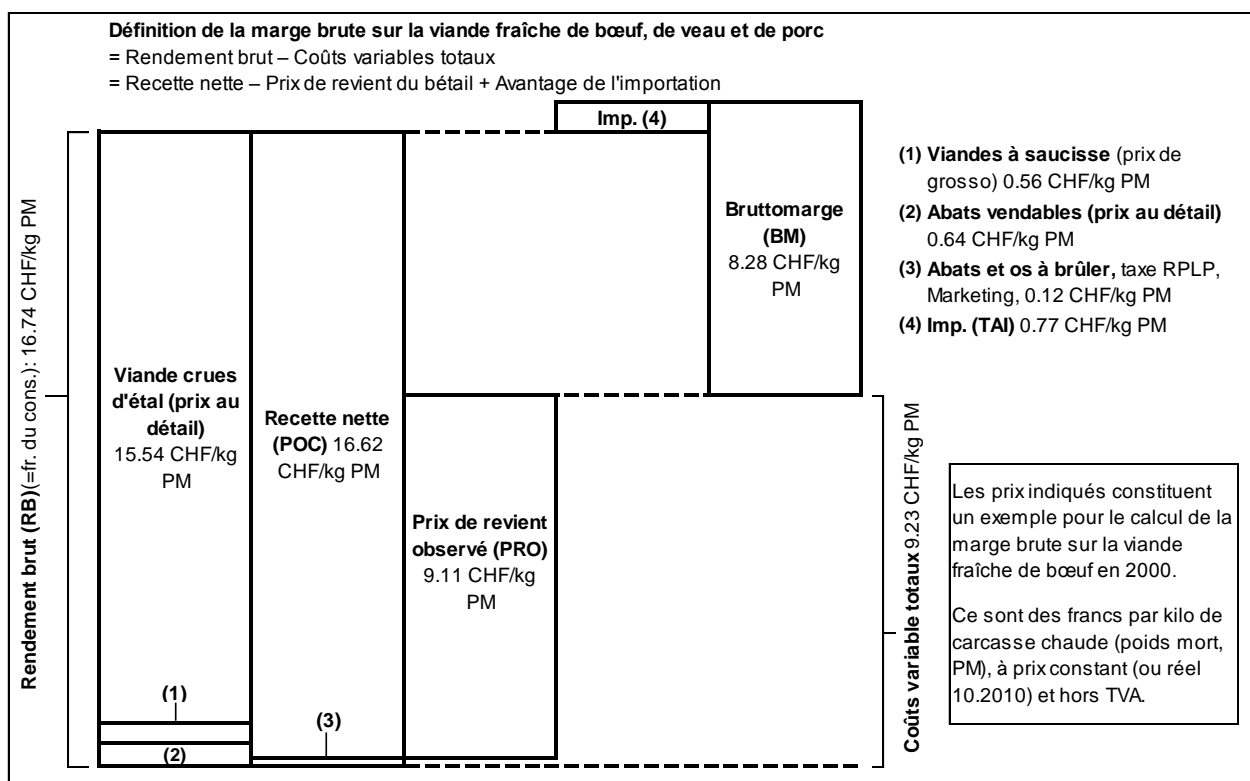 Définition de la marge brute sur la viande fraîche de bœuf, de veau et de porc
= Rendement brut – Coûts variables totaux
= Recette nette – Prix de revient du bétail + Avantage de l'importation
Rendement brut (RB)(=fr. du cons.): 16.74 CHF/kg PM
Viande crues
d'étal (prix au
détail)
15.54 CHF/kg
PM
(1)
(2)
Recette nette
(POC) 16.62
CHF/kg PM
(3)
Prix de revient
observé (PRO)
9.11 CHF/kg
PM
Imp. (4)
Bruttomarge
(BM)
8.28 CHF/kg
PM
Coûts variable totaux 9.23 CHF/kg PM
(1) Viandes à saucisse (prix de
grosso) 0.56 CHF/kg PM
(2) Abats vendables (prix au détail)
0.64 CHF/kg PM
(3) Abats et os à brûler, taxe RPLP,
Marketing, 0.12 CHF/kg PM
(4) Imp. (TAI) 0.77 CHF/kg PM
Les prix indiqués constituent
un exemple pour le calcul de la
marge brute sur la viande
fraîche de bœuf en 2000.
Ce sont des francs par kilo de
carcasse chaude (poids mort,
PM), à prix constant (ou réel
10.2010) et hors TVA.